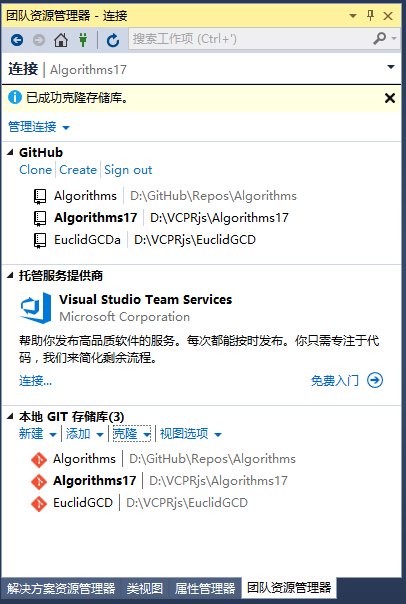 团队资源管理器 - 连接
搜索工作项 (Ctrl+')
连接 | Algorithms17
已成功克隆存储库。
管理连接
GitHub
Clone | Create | Sign out
Algorithms | D:\GitHub\Repos\Algorithms
Algorithms17 | D:\VCPRjs\Algorithms17
EuclidGCDa | D:\VCPRjs\EuclidGCD
托管服务提供商
Visual Studio Team Services
Microsoft Corporation
帮助你发布高品质软件的服务。每次都能按时发布。你只需专注于代
码，我们来简化剩余流程。
连接... 免费入门
本地 GIT 存储库(3)
新建 | 添加 | 克隆 | 视图选项
Algorithms | D:\GitHub\Repos\Algorithms
Algorithms17 | D:\VCPRjs\Algorithms17
EuclidGCD | D:\VCPRjs\EuclidGCD
解决方案资源管理器 类视图 属性管理器 团队资源管理器